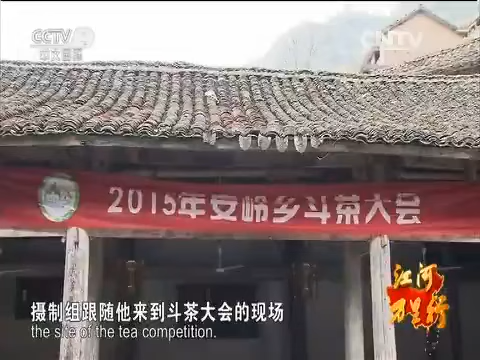 CCTV
CNTV
2015年安岭乡斗茶大会
摄制组跟随他来到斗茶大会的现场
the site of the tea competition.
江河
万里行